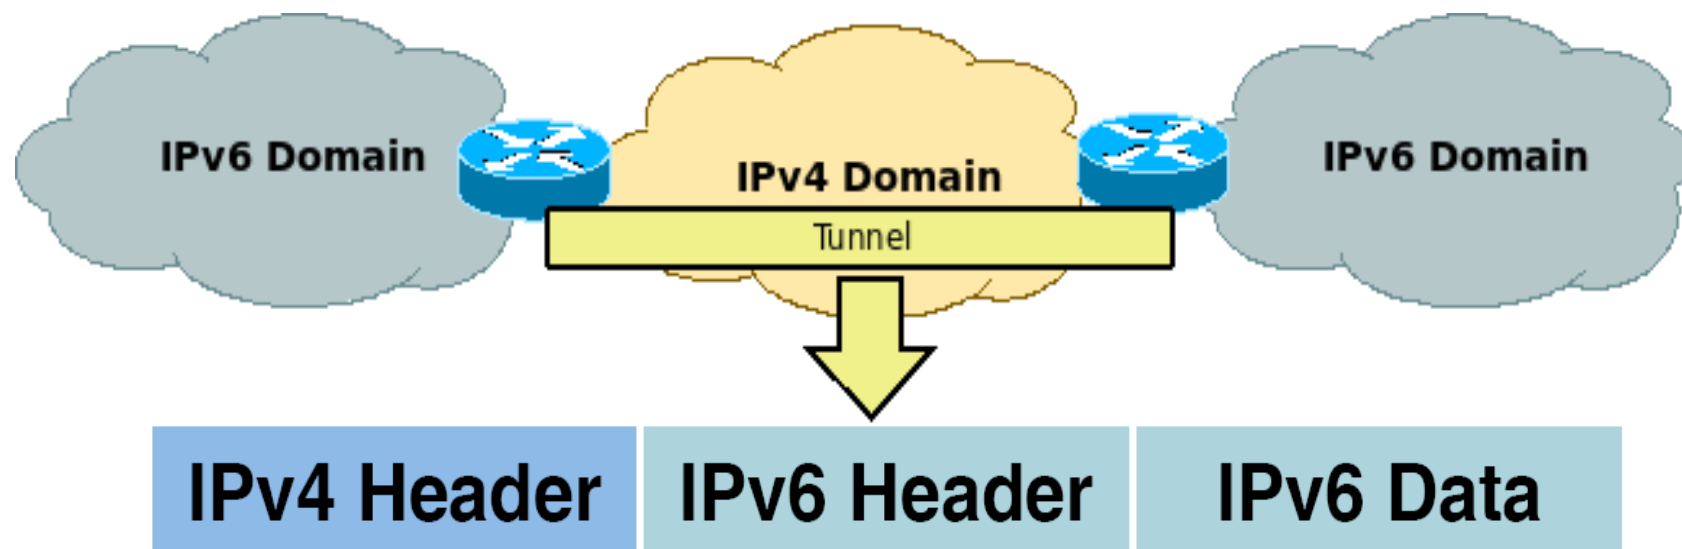 IPv6 Domain
IPv4 Domain
IPv6 Domain
Tunnel
IPv4 Header
IPv6 Header
IPv6 Data